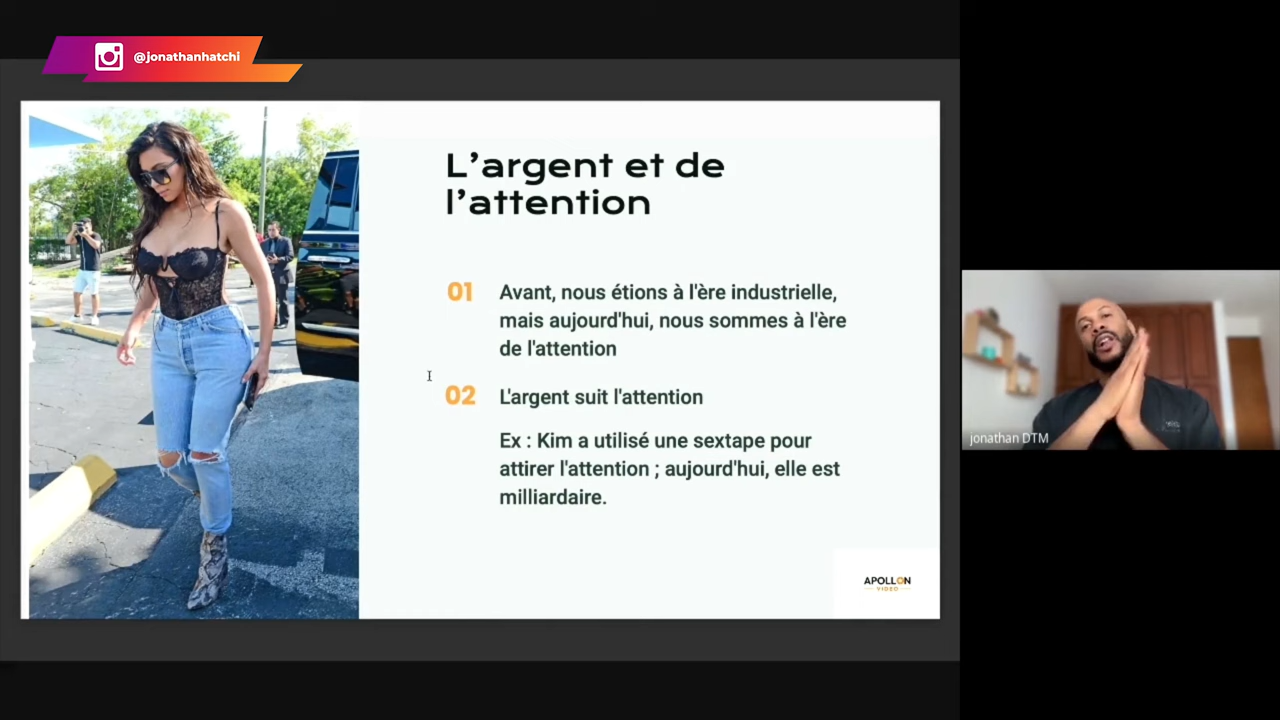 @jonathanhatchi
L'argent et de
l'attention
01
Avant, nous étions à l'ère industrielle,
mais aujourd'hui, nous sommes à l'ère
de l'attention
02
L'argent suit l'attention
Ex : Kim a utilisé une sextape pour
attirer l'attention ; aujourd'hui, elle est
milliardaire.
APOLLON
VIDEO
jonathan DTM